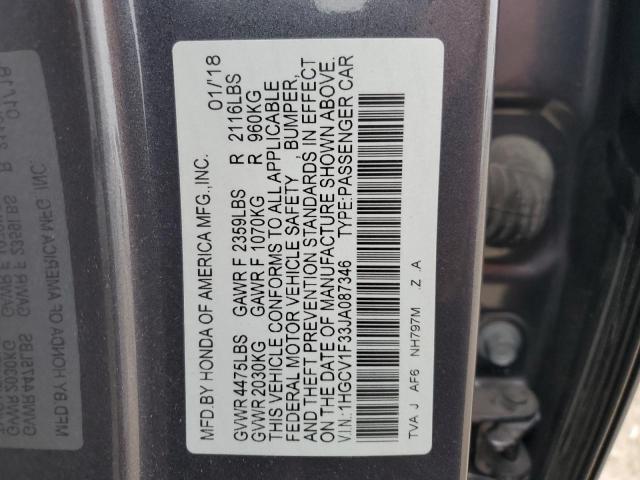 MFD.BY HONDA OF AMERICA MFG.,INC. 01/'18
GVWR 4475LBS GAWR F 2359LBS R 2116LBS
GVWR 2030KG GAWR F 1070KG R 960KG
THIS VEHICLE CONFORMS TO ALL APPLICABLE
FEDERAL MOTOR VEHICLE SAFETY , BUMPER,
AND THEFT PREVENTION STANDARDS IN EFFECT
ON THE DATE OF MANUFACTURE SHOWN ABOVE.
V.I.N.:1HGCV1F33JA087346 TYPE:PASSENGER CAR
TVA J AF6 NH797M .Z .A